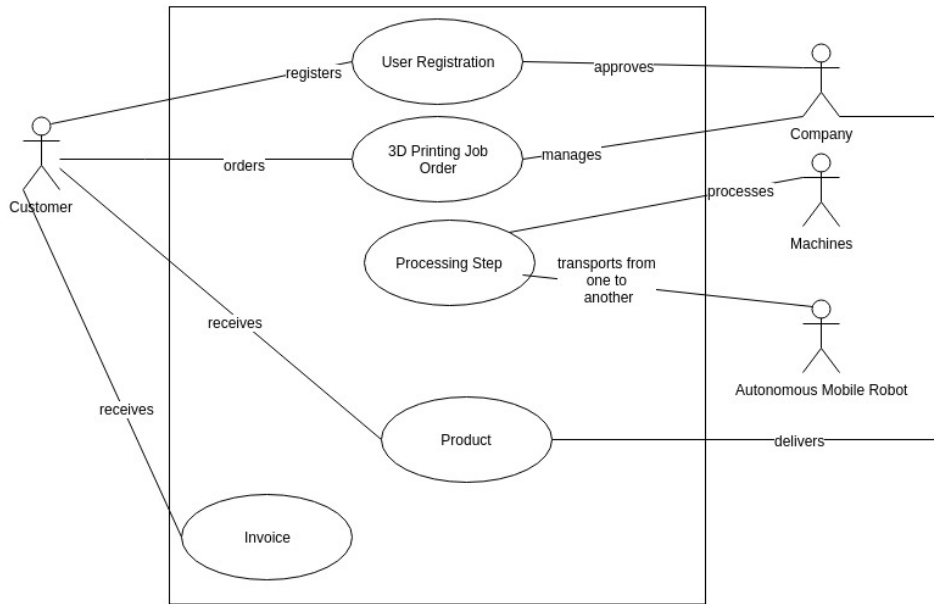 User Registration
registers
approves
Company
3D Printing Job
Order
orders
manages
Customer
processes
Machines
Processing Step
transports from
one to
another
receives
Autonomous Mobile Robot
receives
Product
delivers
Invoice